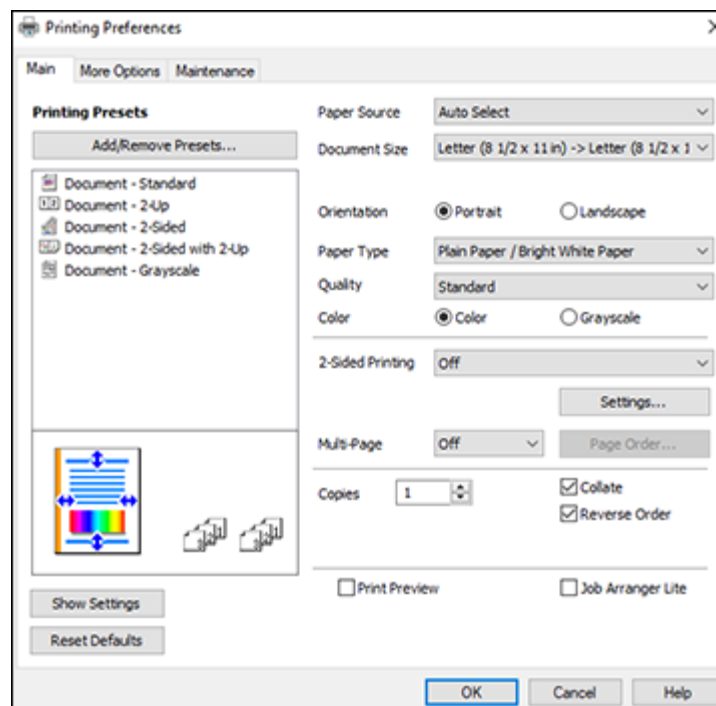 Printing Preferences
Main More Options Maintenance
Printing Presets
Add/Remove Presets...
Document - Standard
Document - 2-Up
Document - 2-Sided
Document - 2-Sided with 2-Up
Document - Grayscale
Show Settings
Reset Defaults
Paper Source Auto Select
Document Size Letter (8 1/2 x 11 in) -> Letter (8 1/2 x 1
Orientation Portrait Landscape
Paper Type Plain Paper / Bright White Paper
Quality Standard
Color Color Grayscale
2-Sided Printing Off
Settings...
Multi-Page Off Page Order...
Copies 1 Collate
Reverse Order
Print Preview Job Arranger Lite
OK Cancel Help